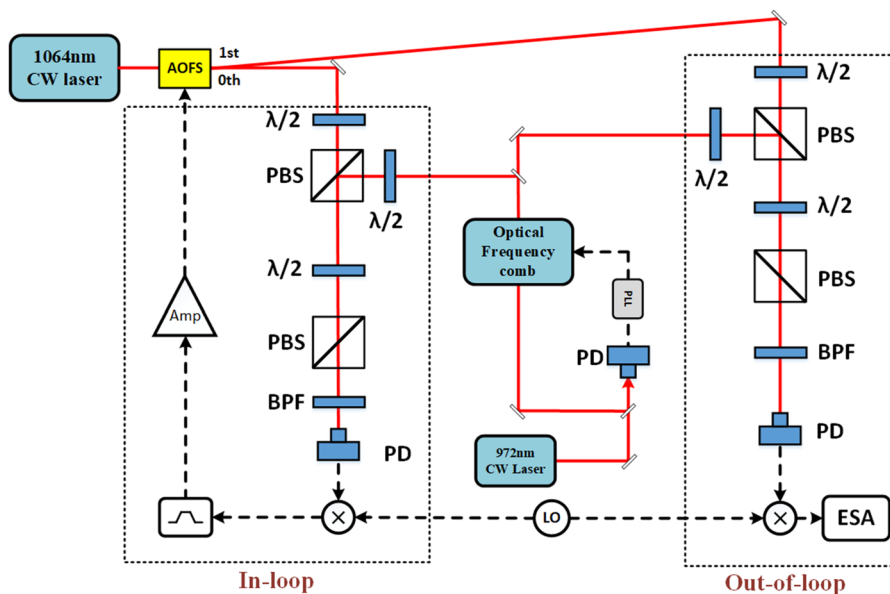 1064nm
CW laser
AOFS
1st
0th
λ/2
PBS
λ/2
λ/2
PBS
BPF
PD
Amp
In-loop
Optical
Frequency
comb
PLL
PD
972nm
CW Laser
LO
λ/2
PBS
λ/2
λ/2
PBS
BPF
PD
ESA
Out-of-loop